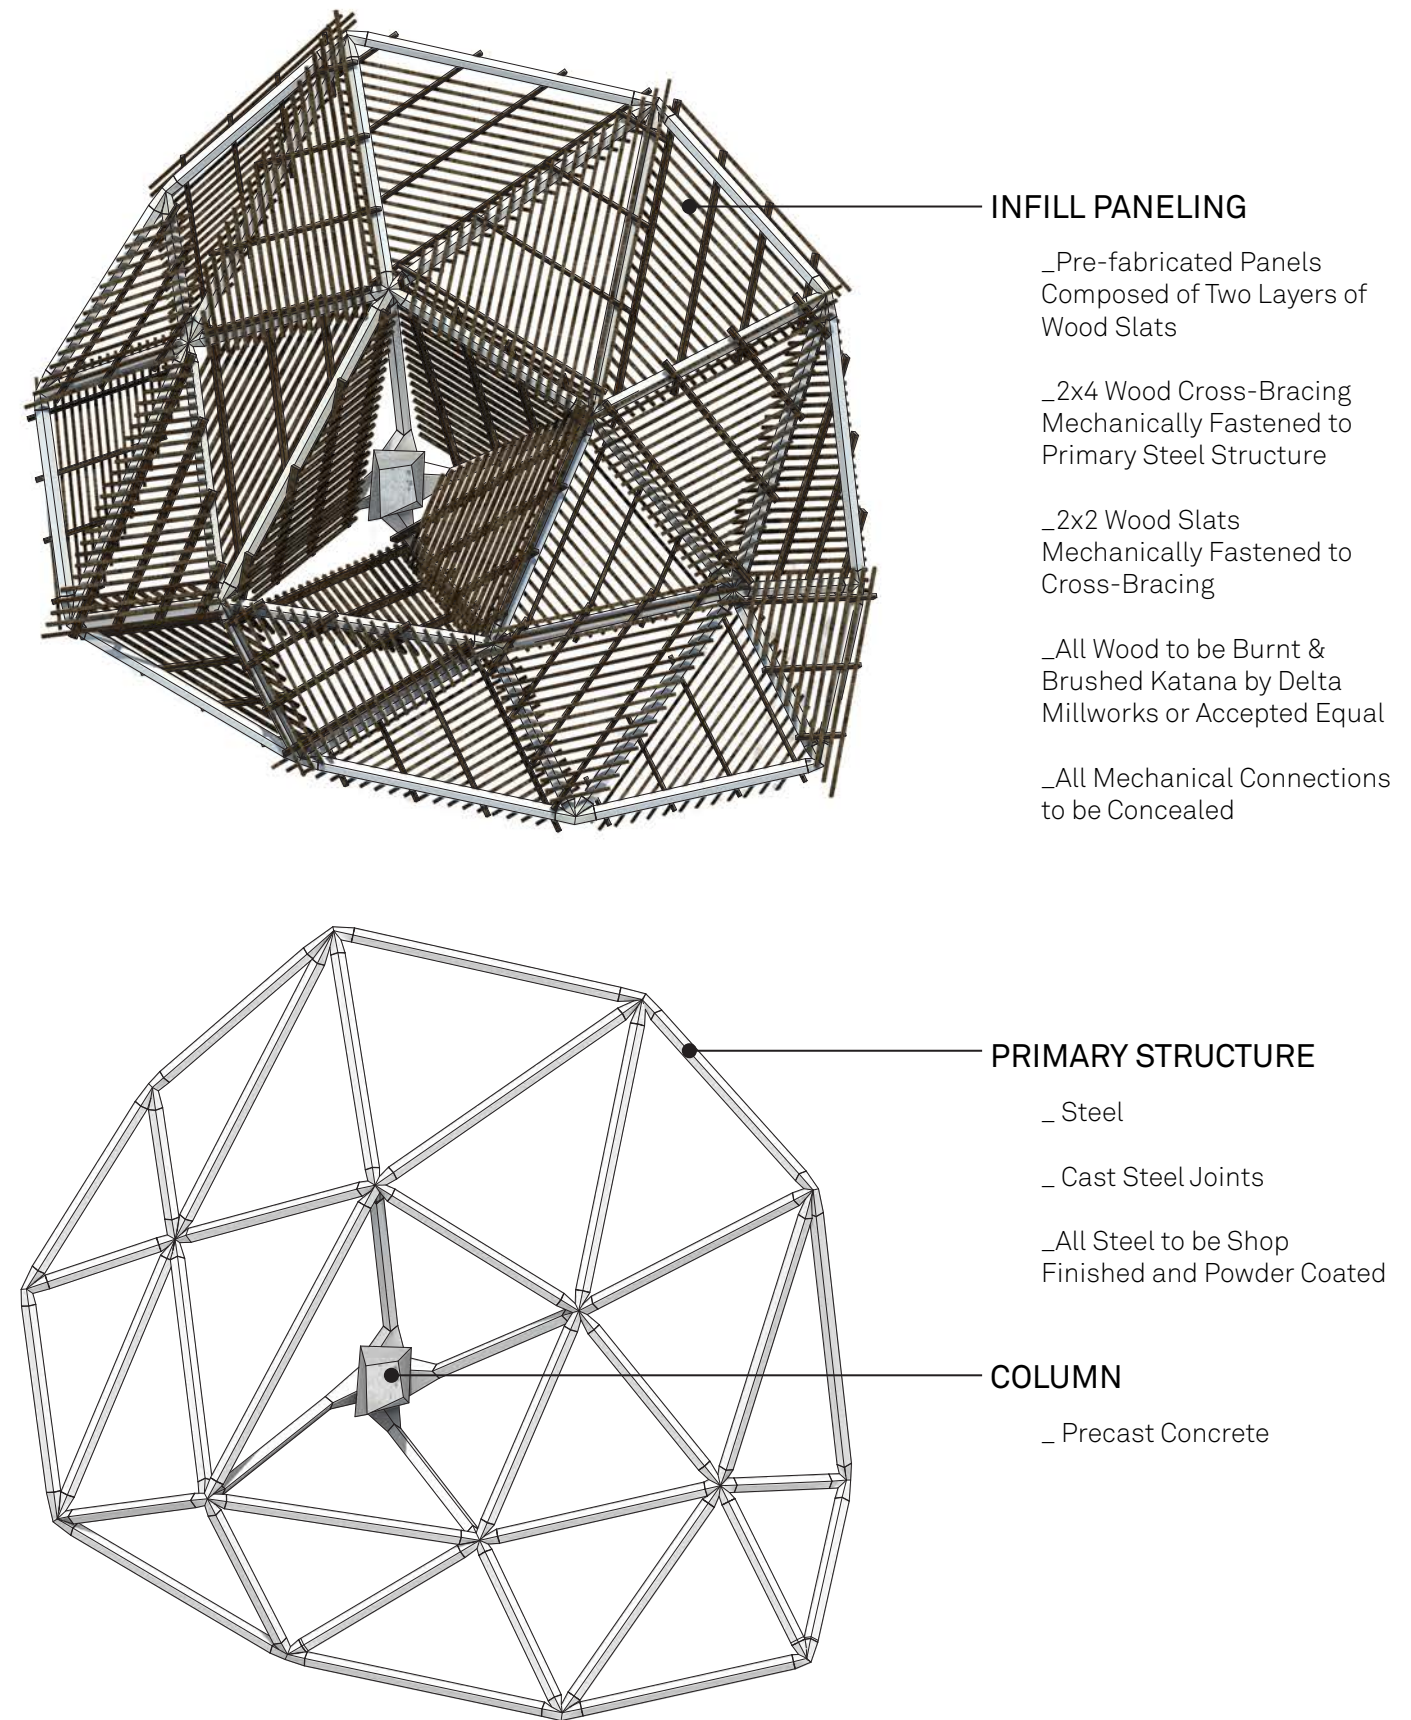 INFILL PANELING
_Pre-fabricated Panels
Composed of Two Layers of
Wood Slats
_2x4 Wood Cross-Bracing
Mechanically Fastened to
Primary Steel Structure
_2x2 Wood Slats
Mechanically Fastened to
Cross-Bracing
_All Wood to be Burnt &
Brushed Katana by Delta
Millworks or Accepted Equal
_All Mechanical Connections
to be Concealed
PRIMARY STRUCTURE
_ Steel
_ Cast Steel Joints
_All Steel to be Shop
Finished and Powder Coated
COLUMN
_ Precast Concrete